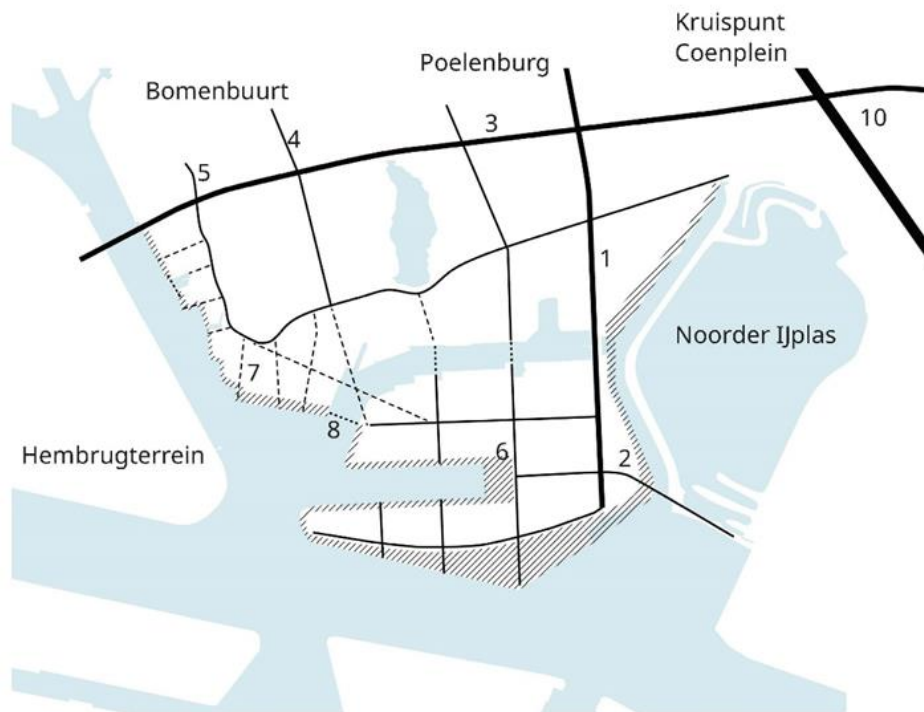 Kruispunt
Coenplein
Poelenburg
Bomenbuurt
10
3
4
5
1
Noorder IJplas
7
8
6
2
Hembrugterrein